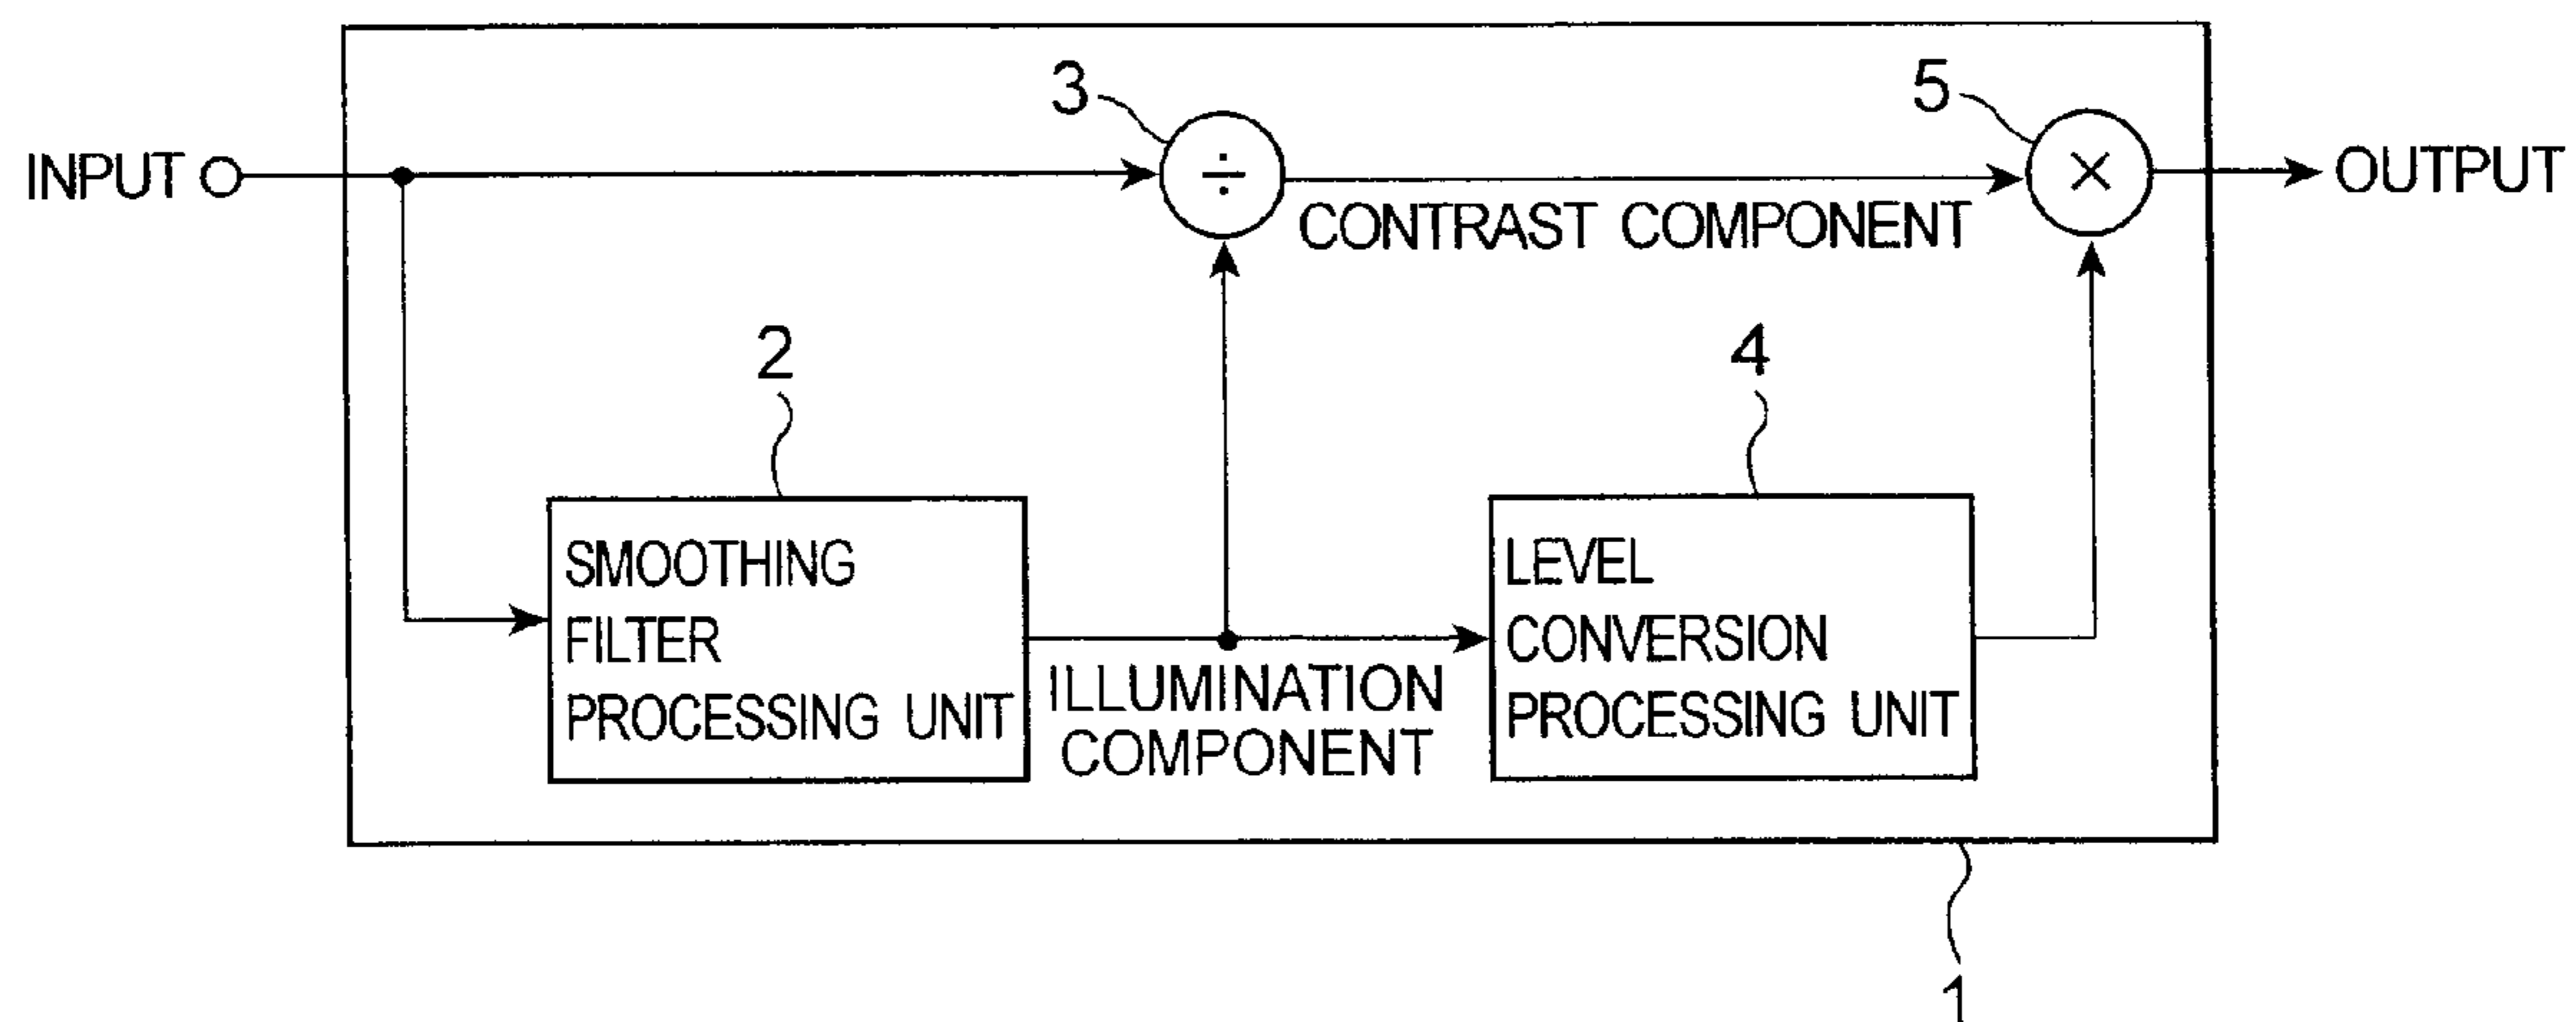 3
5
INPUT
÷
×
OUTPUT
CONTRAST COMPONENT
2
4
SMOOTHING
FILTER
PROCESSING UNIT
ILLUMINATION
COMPONENT
LEVEL
CONVERSION
PROCESSING UNIT
1